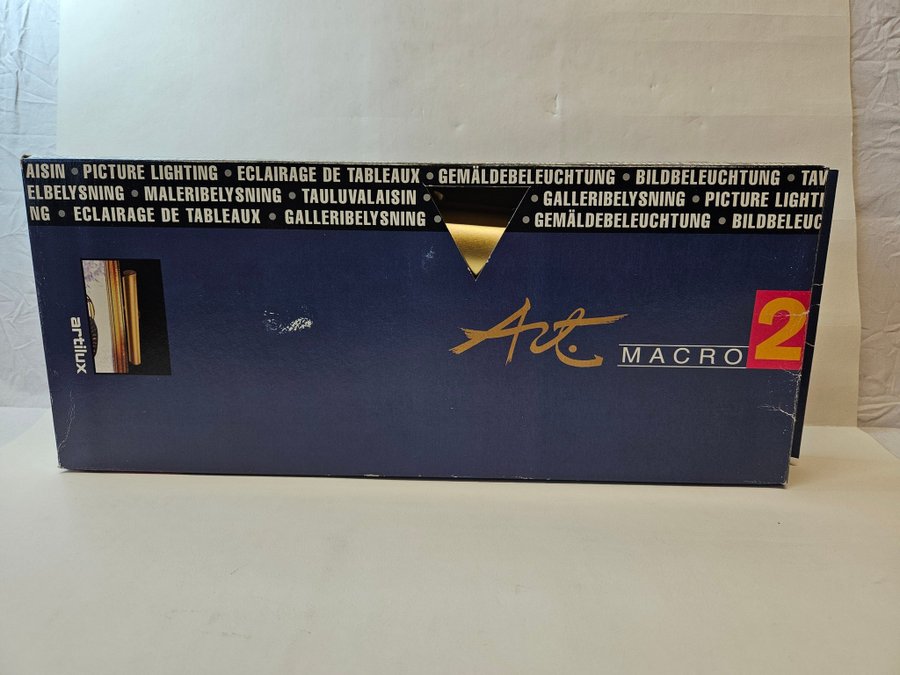 AISIN • PICTURE LIGHTING • ECLAIRAGE DE TABLEAUX • GEMÄLDEBELEUCHTUNG • BILDBELEUCHTUNG • TAV
ELBELYSNING • MALERIBELYSNING • TAULUVALAISIN • GALLERIBELYSNING • PICTURE LIGHTI
NG • ECLAIRAGE DE TABLEAUX • GALLERIBELYSNING • GEMÄLDEBELEUCHTUNG • BILDBELEUC
artilux
Art.
MACRO 2